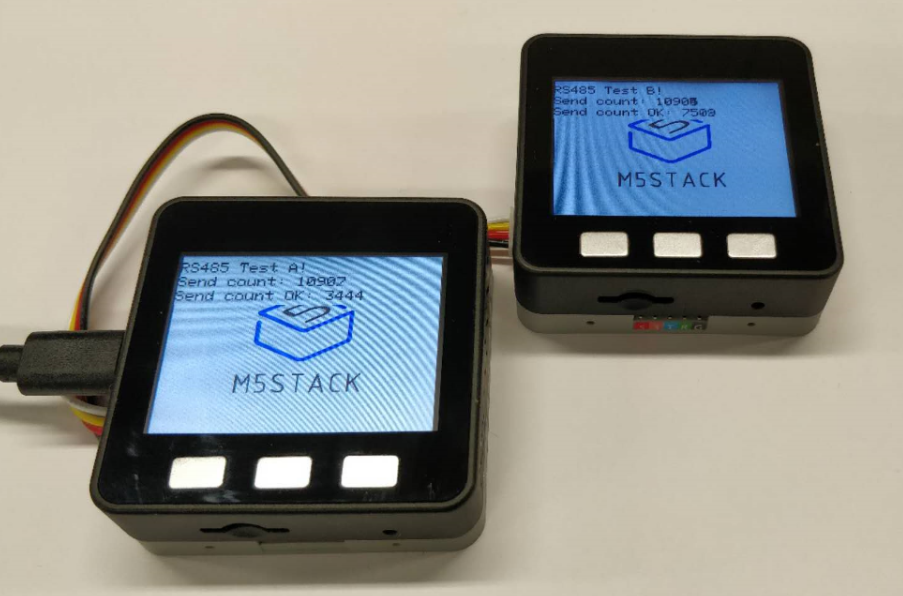 RS485 Test A!
Send count: 10907
Send count OK: 3444
M5STACK
RS485 Test B!
Send count:
Send count OK: 7509
M5STACK